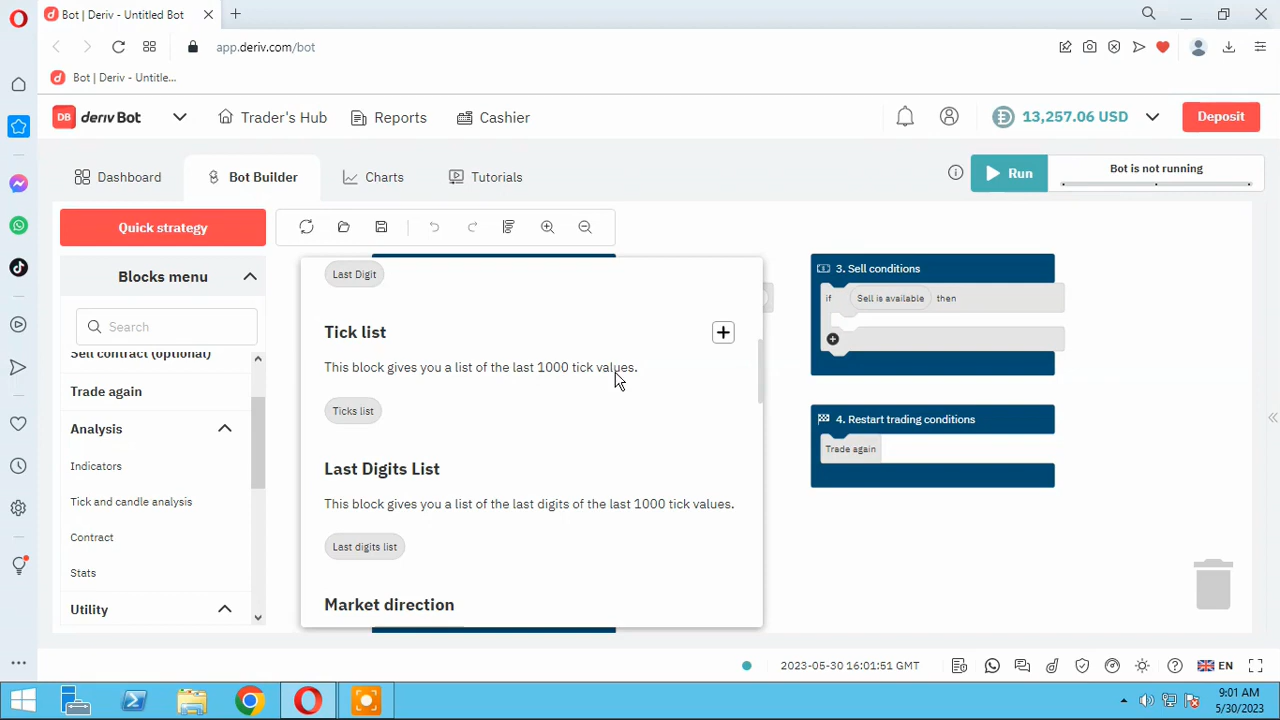 Bot | Deriv - Untitled Bot
app.deriv.com/bot
Bot | Deriv - Untitle...
DB deriv Bot
Trader's Hub
Reports
Cashier
13,257.06 USD
Deposit
Dashboard
Bot Builder
Charts
Tutorials
Run
Bot is not running
Quick strategy
Blocks menu
Search
Sell contract (optional)
Trade again
Analysis
Indicators
Tick and candle analysis
Contract
Stats
Utility
Last Digit
Tick list
This block gives you a list of the last 1000 tick values.
Ticks list
Last Digits List
This block gives you a list of the last digits of the last 1000 tick values.
Last digits list
Market direction
3. Sell conditions
if Sell is available then
4. Restart trading conditions
Trade again
2023-05-30 16:01:51 GMT
EN
9:01 AM
5/30/2023